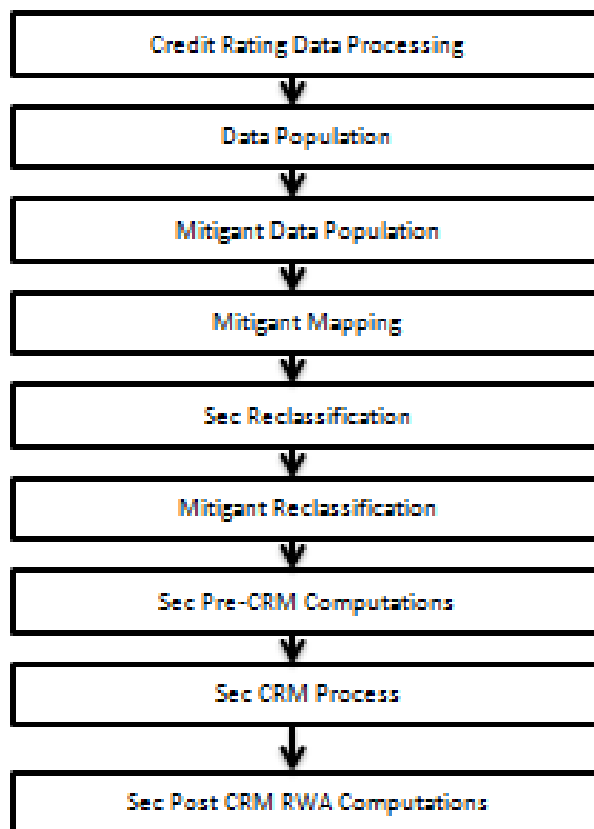 Credit Rating Data Processing
Data Population
Mitigant Data Population
Mitigant Mapping
Sec Reclassification
Mitigant Reclassification
Sec Pre-CRM Computations
Sec CRM Process
Sec Post CRM RWA Computations